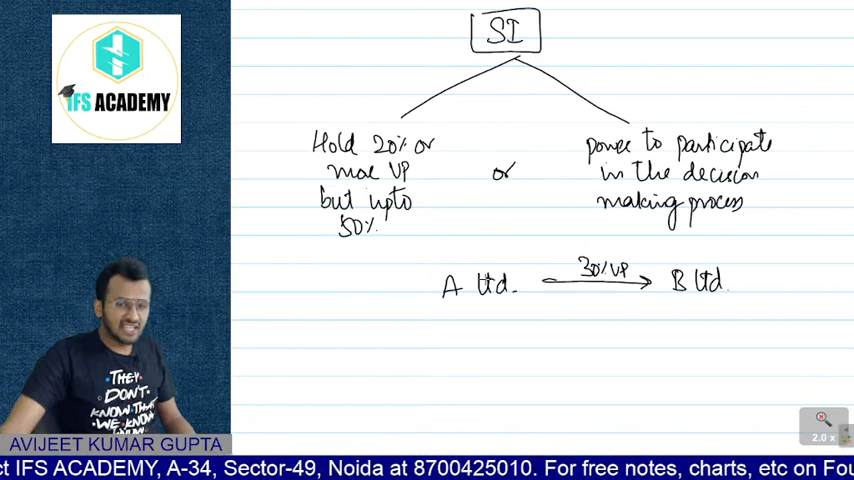 SI
IFS ACADEMY
Hold 20% or
more VP
but upto
50%.
or
power to participate
in the decision
making process
A Ltd.
30% VP
B Ltd.
THEY
DON'T
KNOW THAT
WE KNOW
AVIJEET KUMAR GUPTA
2.0 x
ct IFS ACADEMY, A-34, Sector-49, Noida at 8700425010. For free notes, charts, etc on Fou